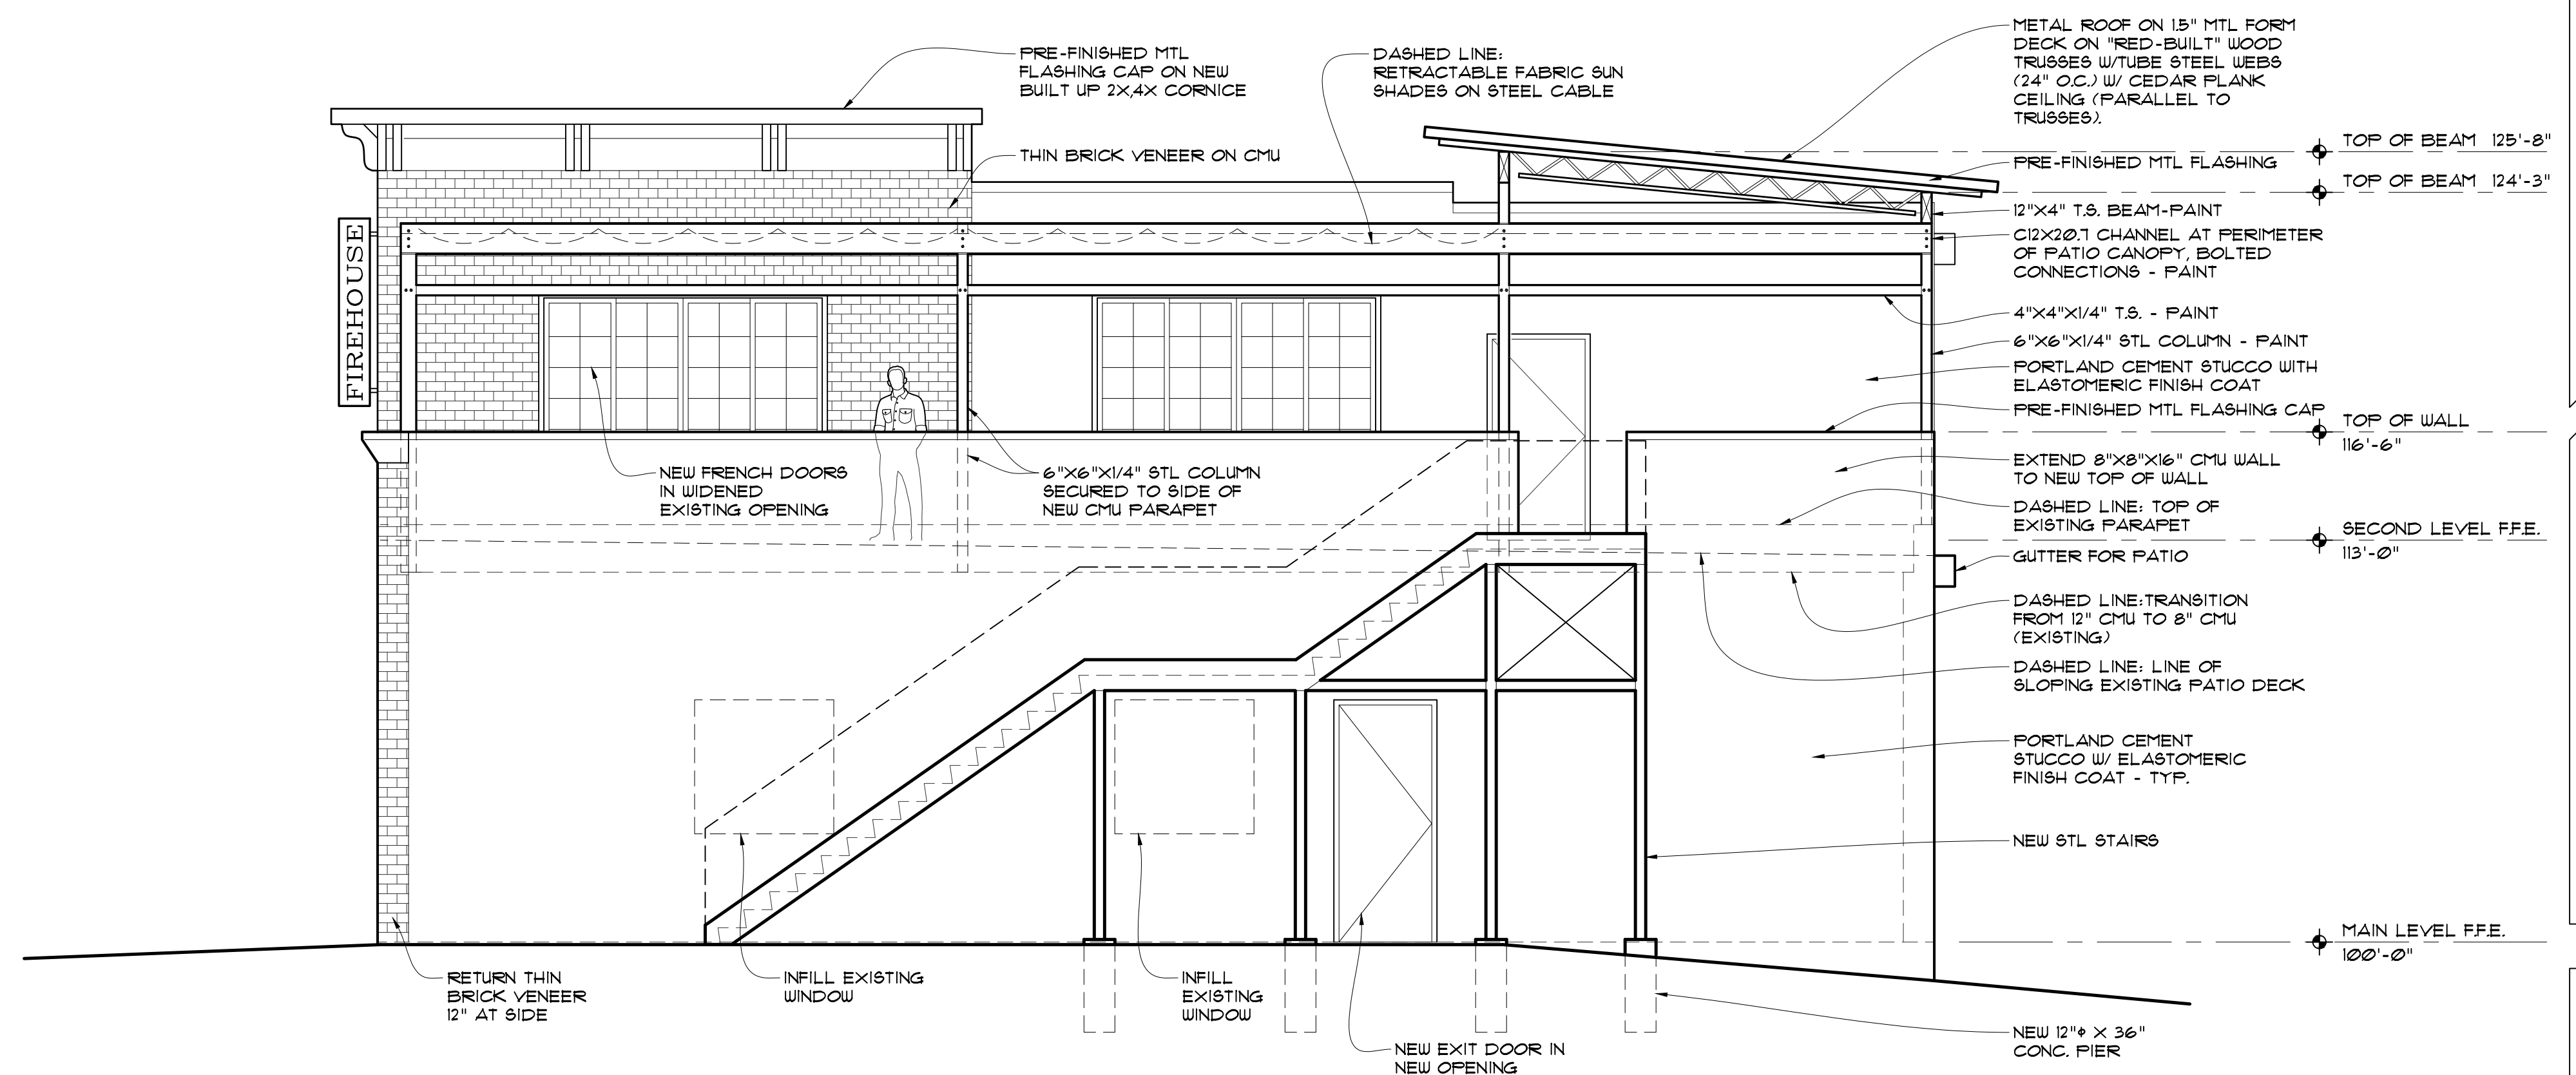 PRE-FINISHED MTL
FLASHING CAP ON NEW
BUILT UP 2X,4X CORNICE
DASHED LINE:
RETRACTABLE FABRIC SUN
SHADES ON STEEL CABLE
METAL ROOF ON 1.5" MTL FORM
DECK ON "RED-BUILT" WOOD
TRUSSES W/TUBE STEEL WEBS
(24" O.C.) W/ CEDAR PLANK
CEILING (PARALLEL TO
TRUSSES).
THIN BRICK VENEER ON CMU
TOP OF BEAM 125'-8"
PRE-FINISHED MTL FLASHING
TOP OF BEAM 124'-3"
12"X4" T.S. BEAM-PAINT
C12X20.7 CHANNEL AT PERIMETER
OF PATIO CANOPY, BOLTED
CONNECTIONS - PAINT
FIREHOUSE
4"X4"X1/4" T.S. - PAINT
6"X6"X1/4" STL COLUMN - PAINT
PORTLAND CEMENT STUCCO WITH
ELASTOMERIC FINISH COAT
PRE-FINISHED MTL FLASHING CAP
TOP OF WALL
116'-6"
NEW FRENCH DOORS
IN WIDENED
EXISTING OPENING
6"X6"X1/4" STL COLUMN
SECURED TO SIDE OF
NEW CMU PARAPET
EXTEND 8"X8"X16" CMU WALL
TO NEW TOP OF WALL
DASHED LINE: TOP OF
EXISTING PARAPET
SECOND LEVEL F.F.E.
113'-0"
GUTTER FOR PATIO
DASHED LINE:TRANSITION
FROM 12" CMU TO 8" CMU
(EXISTING)
DASHED LINE: LINE OF
SLOPING EXISTING PATIO DECK
PORTLAND CEMENT
STUCCO W/ ELASTOMERIC
FINISH COAT - TYP.
NEW STL STAIRS
MAIN LEVEL F.F.E.
100'-0"
RETURN THIN
BRICK VENEER
12" AT SIDE
INFILL EXISTING
WINDOW
INFILL
EXISTING
WINDOW
NEW EXIT DOOR IN
NEW OPENING
NEW 12"φ X 36"
CONC. PIER